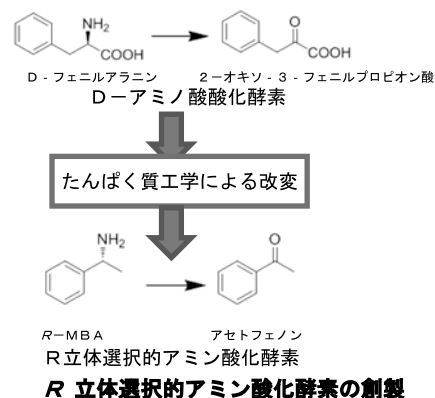 NH₂
COOH
O
COOH
D-フェニルアラニン
2－オキソ-3-フェニルプロピオン酸
D－アミノ酸酸化酵素
たんぱく質工学による改変
NH₂
O
R－MBA
アセトフェノン
R立体選択的アミン酸化酵素
R 立体選択的アミン酸化酵素の創製